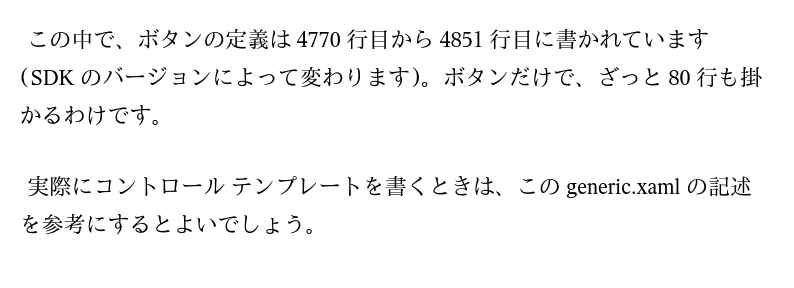 この中で、ボタンの定義は 4770 行目から 4851 行目に書かれています
(SDK のバージョンによって変わります)。ボタンだけで、ざっと 80 行も掛
かるわけです。
実際にコントロール テンプレートを書くときは、この generic.xaml の記述
を参考にするとよいでしょう。